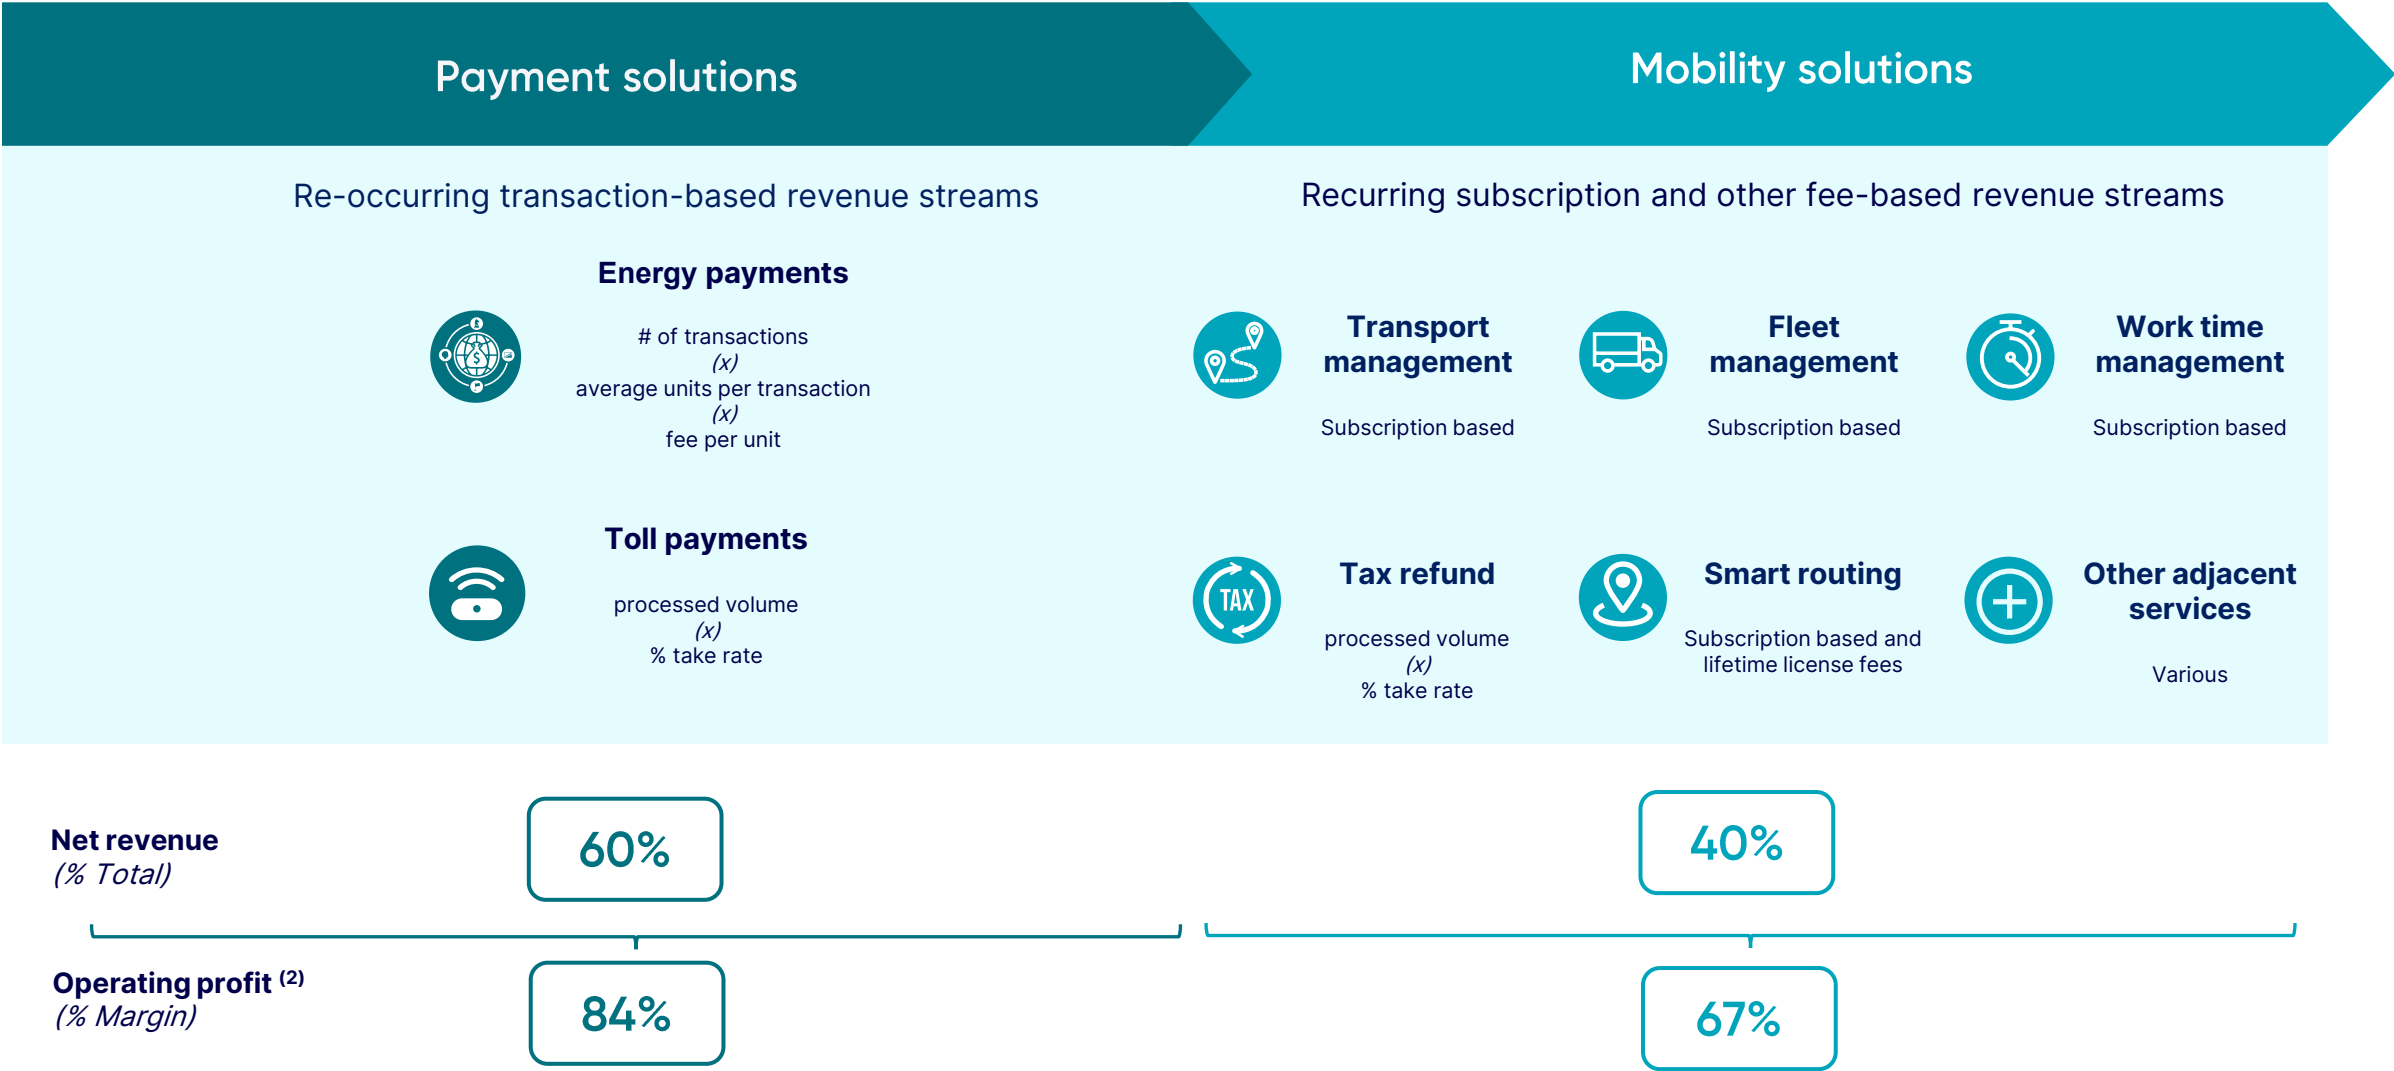 Payment solutions
Mobility solutions
Re-occurring transaction-based revenue streams
Recurring subscription and other fee-based revenue streams
Energy payments
# of transactions
(x)
average units per transaction
(x)
fee per unit
Toll payments
processed volume
(x)
% take rate
Transport
management
Subscription based
Fleet
management
Subscription based
Work time
management
Subscription based
TAX
Tax refund
processed volume
(x)
% take rate
Smart routing
Subscription based and
lifetime license fees
Other adjacent
services
Various
Net revenue
(% Total)
60%
40%
Operating profit (2)
(% Margin)
84%
67%